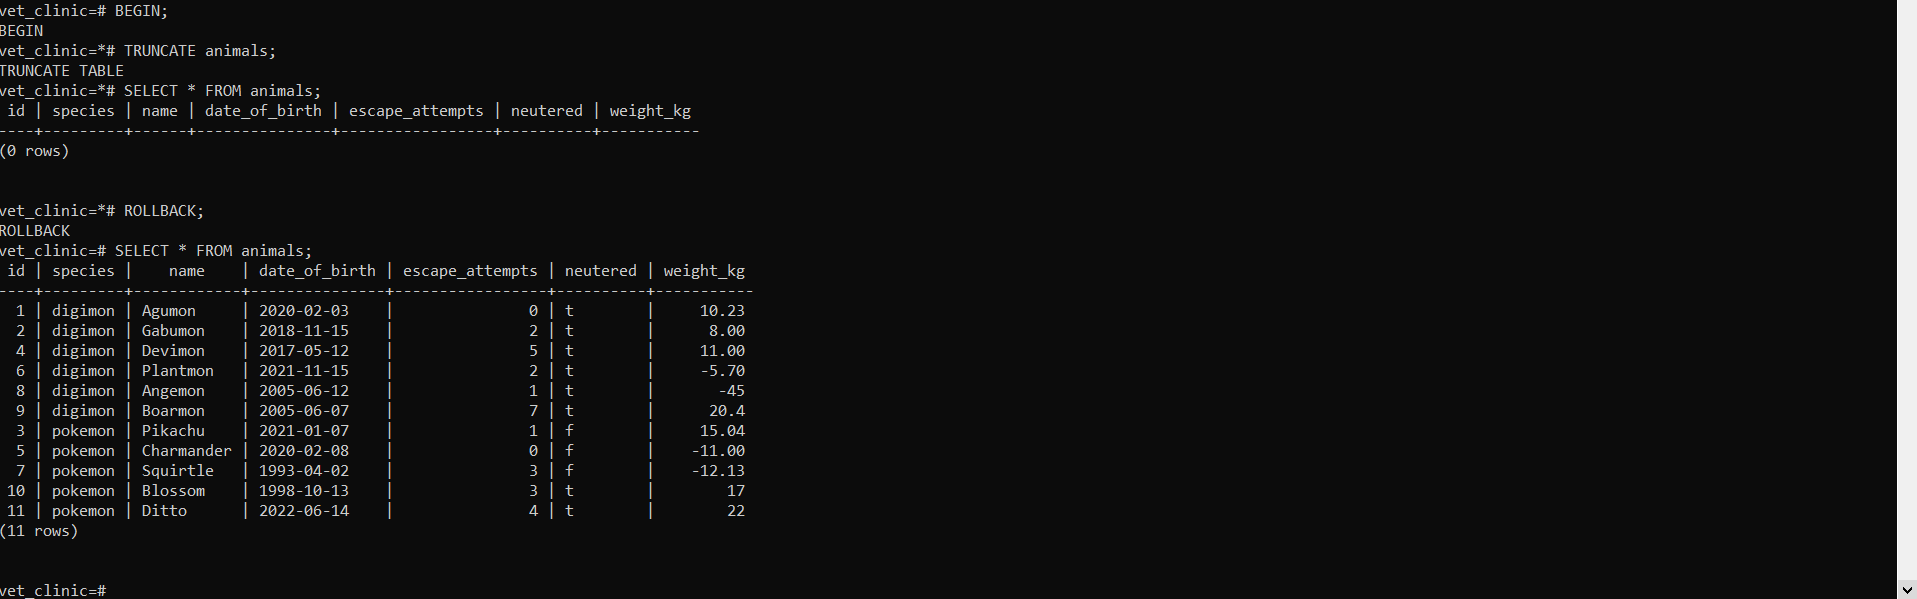 vet_clinic=# BEGIN;
BEGIN
vet_clinic=*# TRUNCATE animals;
TRUNCATE TABLE
vet_clinic=*# SELECT * FROM animals;
 id | species | name | date_of_birth | escape_attempts | neutered | weight_kg
----+---------+------+---------------+-----------------+----------+-----------
(0 rows)


vet_clinic=*# ROLLBACK;
ROLLBACK
vet_clinic=# SELECT * FROM animals;
 id | species |    name    | date_of_birth | escape_attempts | neutered | weight_kg
----+---------+------------+---------------+-----------------+----------+-----------
  1 | digimon | Agumon     | 2020-02-03    |               0 | t        |     10.23
  2 | digimon | Gabumon    | 2018-11-15    |               2 | t        |      8.00
  4 | digimon | Devimon    | 2017-05-12    |               5 | t        |     11.00
  6 | digimon | Plantmon   | 2021-11-15    |               2 | t        |     -5.70
  8 | digimon | Angemon    | 2005-06-12    |               1 | t        |       -45
  9 | digimon | Boarmon    | 2005-06-07    |               7 | t        |      20.4
  3 | pokemon | Pikachu    | 2021-01-07    |               1 | f        |     15.04
  5 | pokemon | Charmander | 2020-02-08    |               0 | f        |    -11.00
  7 | pokemon | Squirtle   | 1993-04-02    |               3 | f        |    -12.13
 10 | pokemon | Blossom    | 1998-10-13    |               3 | t        |        17
 11 | pokemon | Ditto      | 2022-06-14    |               4 | t        |        22
(11 rows)


vet_clinic=#